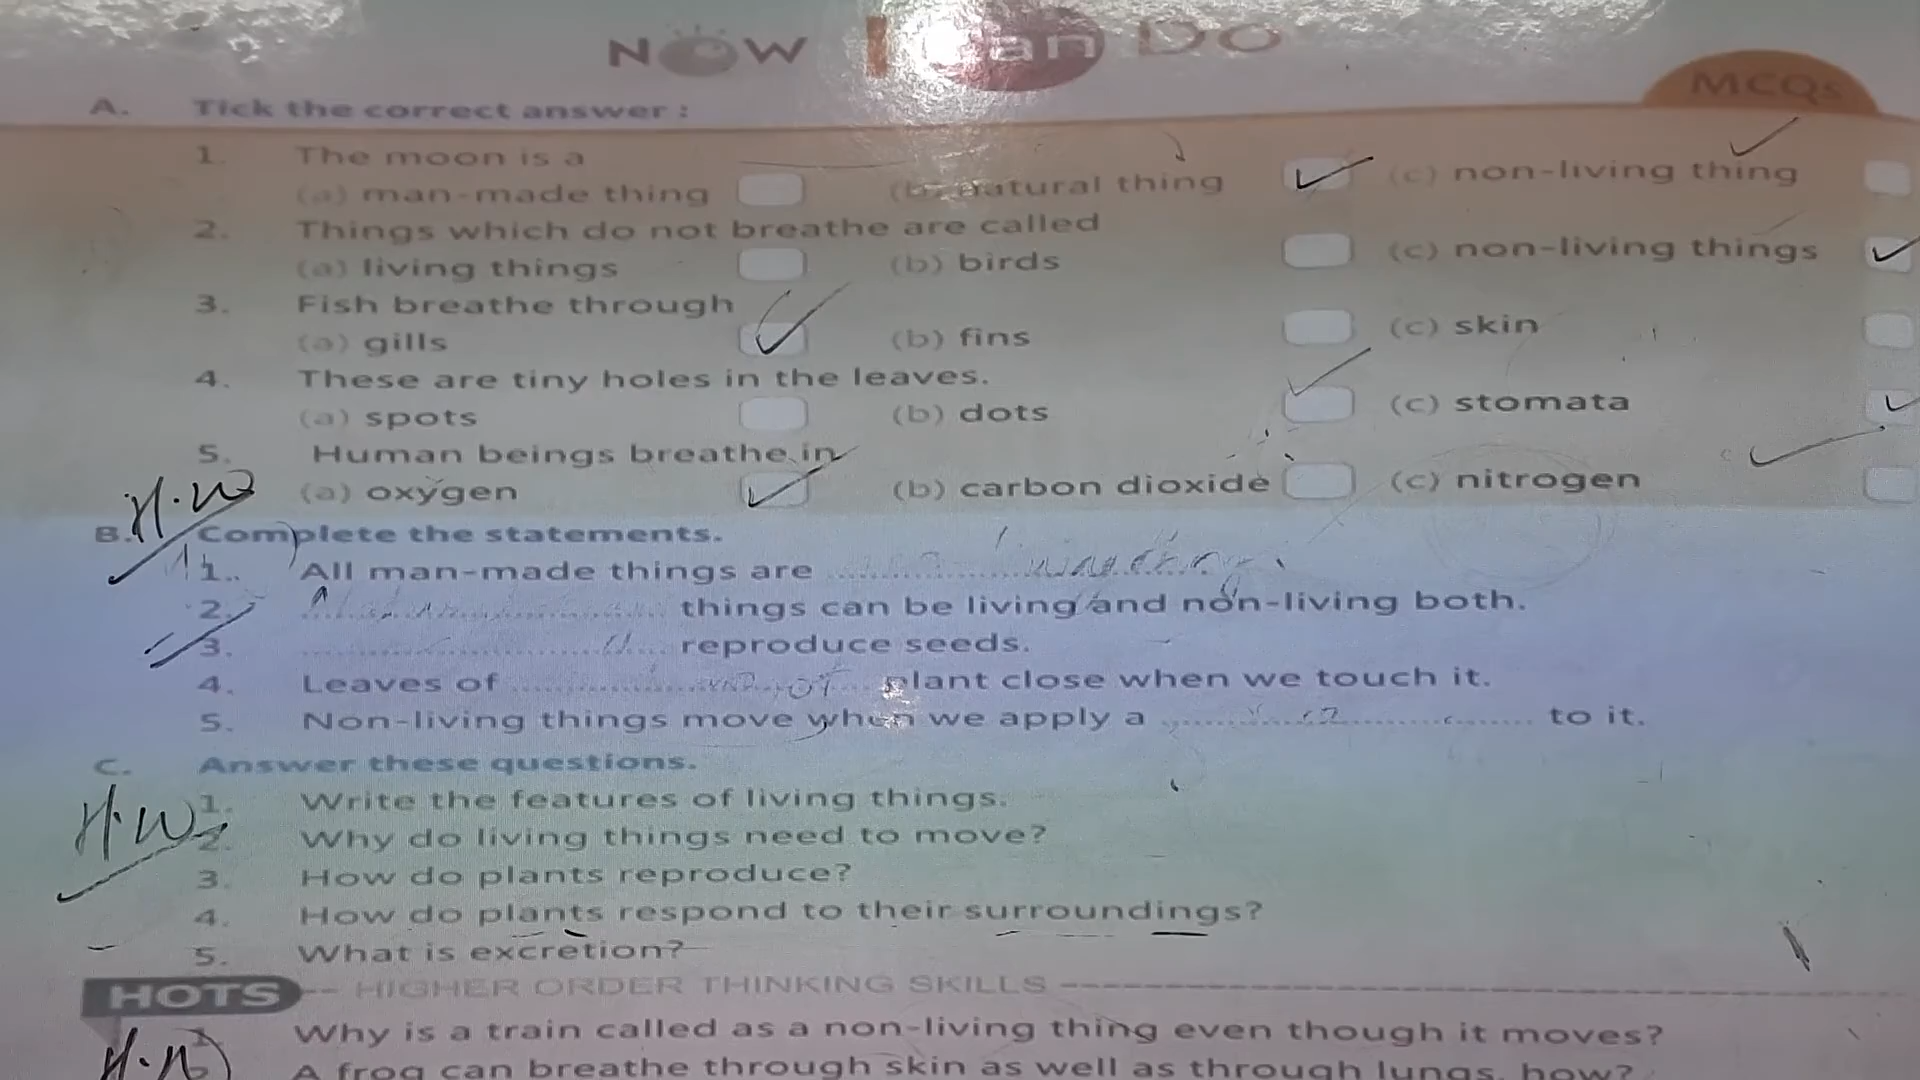 NOW I Can Do
MCQs
A. Tick the correct answer :
1. The moon is a
(a) man-made thing (b) natural thing (c) non-living thing
2. Things which do not breathe are called
(a) living things (b) birds (c) non-living things
3. Fish breathe through
(a) gills (b) fins (c) skin
4. These are tiny holes in the leaves.
(a) spots (b) dots (c) stomata
5. Human beings breathe in
(a) oxygen (b) carbon dioxide (c) nitrogen
H.W
B. Complete the statements.
1. All man-made things are
2. things can be living and non-living both.
3. reproduce seeds.
4. Leaves of plant close when we touch it.
5. Non-living things move when we apply a to it.
C. Answer these questions.
H.W
1. Write the features of living things.
2. Why do living things need to move?
3. How do plants reproduce?
4. How do plants respond to their surroundings?
5. What is excretion?
HOTS HIGHER ORDER THINKING SKILLS
H.W
Why is a train called as a non-living thing even though it moves?
A frog can breathe through skin as well as through lungs, how?